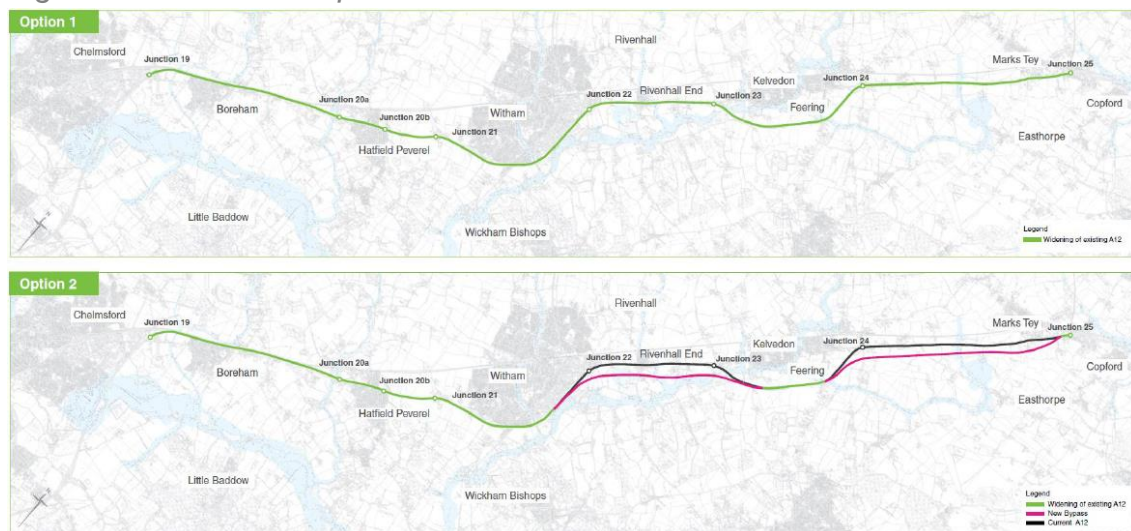 Option 1
Chelmsford
Junction 19
Boreham
Junction 20a
Junction 20b
Hatfield Peverel
Junction 21
Witham
Little Baddow
Wickham Bishops
Rivenhall
Junction 22
Rivenhall End
Junction 23
Kelvedon
Feering
Junction 24
Marks Tey
Junction 25
Copford
Easthorpe
Legend
Widening of existing A12
Option 2
Chelmsford
Junction 19
Boreham
Junction 20a
Junction 20b
Hatfield Peverel
Junction 21
Witham
Little Baddow
Wickham Bishops
Rivenhall
Junction 22
Rivenhall End
Junction 23
Kelvedon
Feering
Junction 24
Marks Tey
Junction 25
Copford
Easthorpe
Legend
Widening of existing A12
New Bypass
Current A12